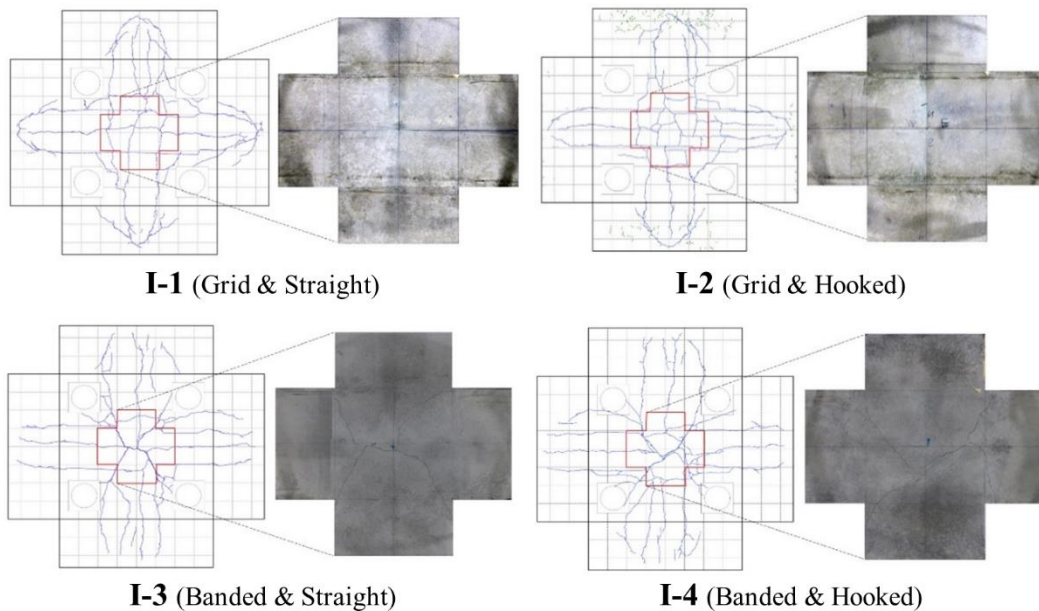 I-1 (Grid & Straight)
I-2 (Grid & Hooked)
I-3 (Banded & Straight)
I-4 (Banded & Hooked)